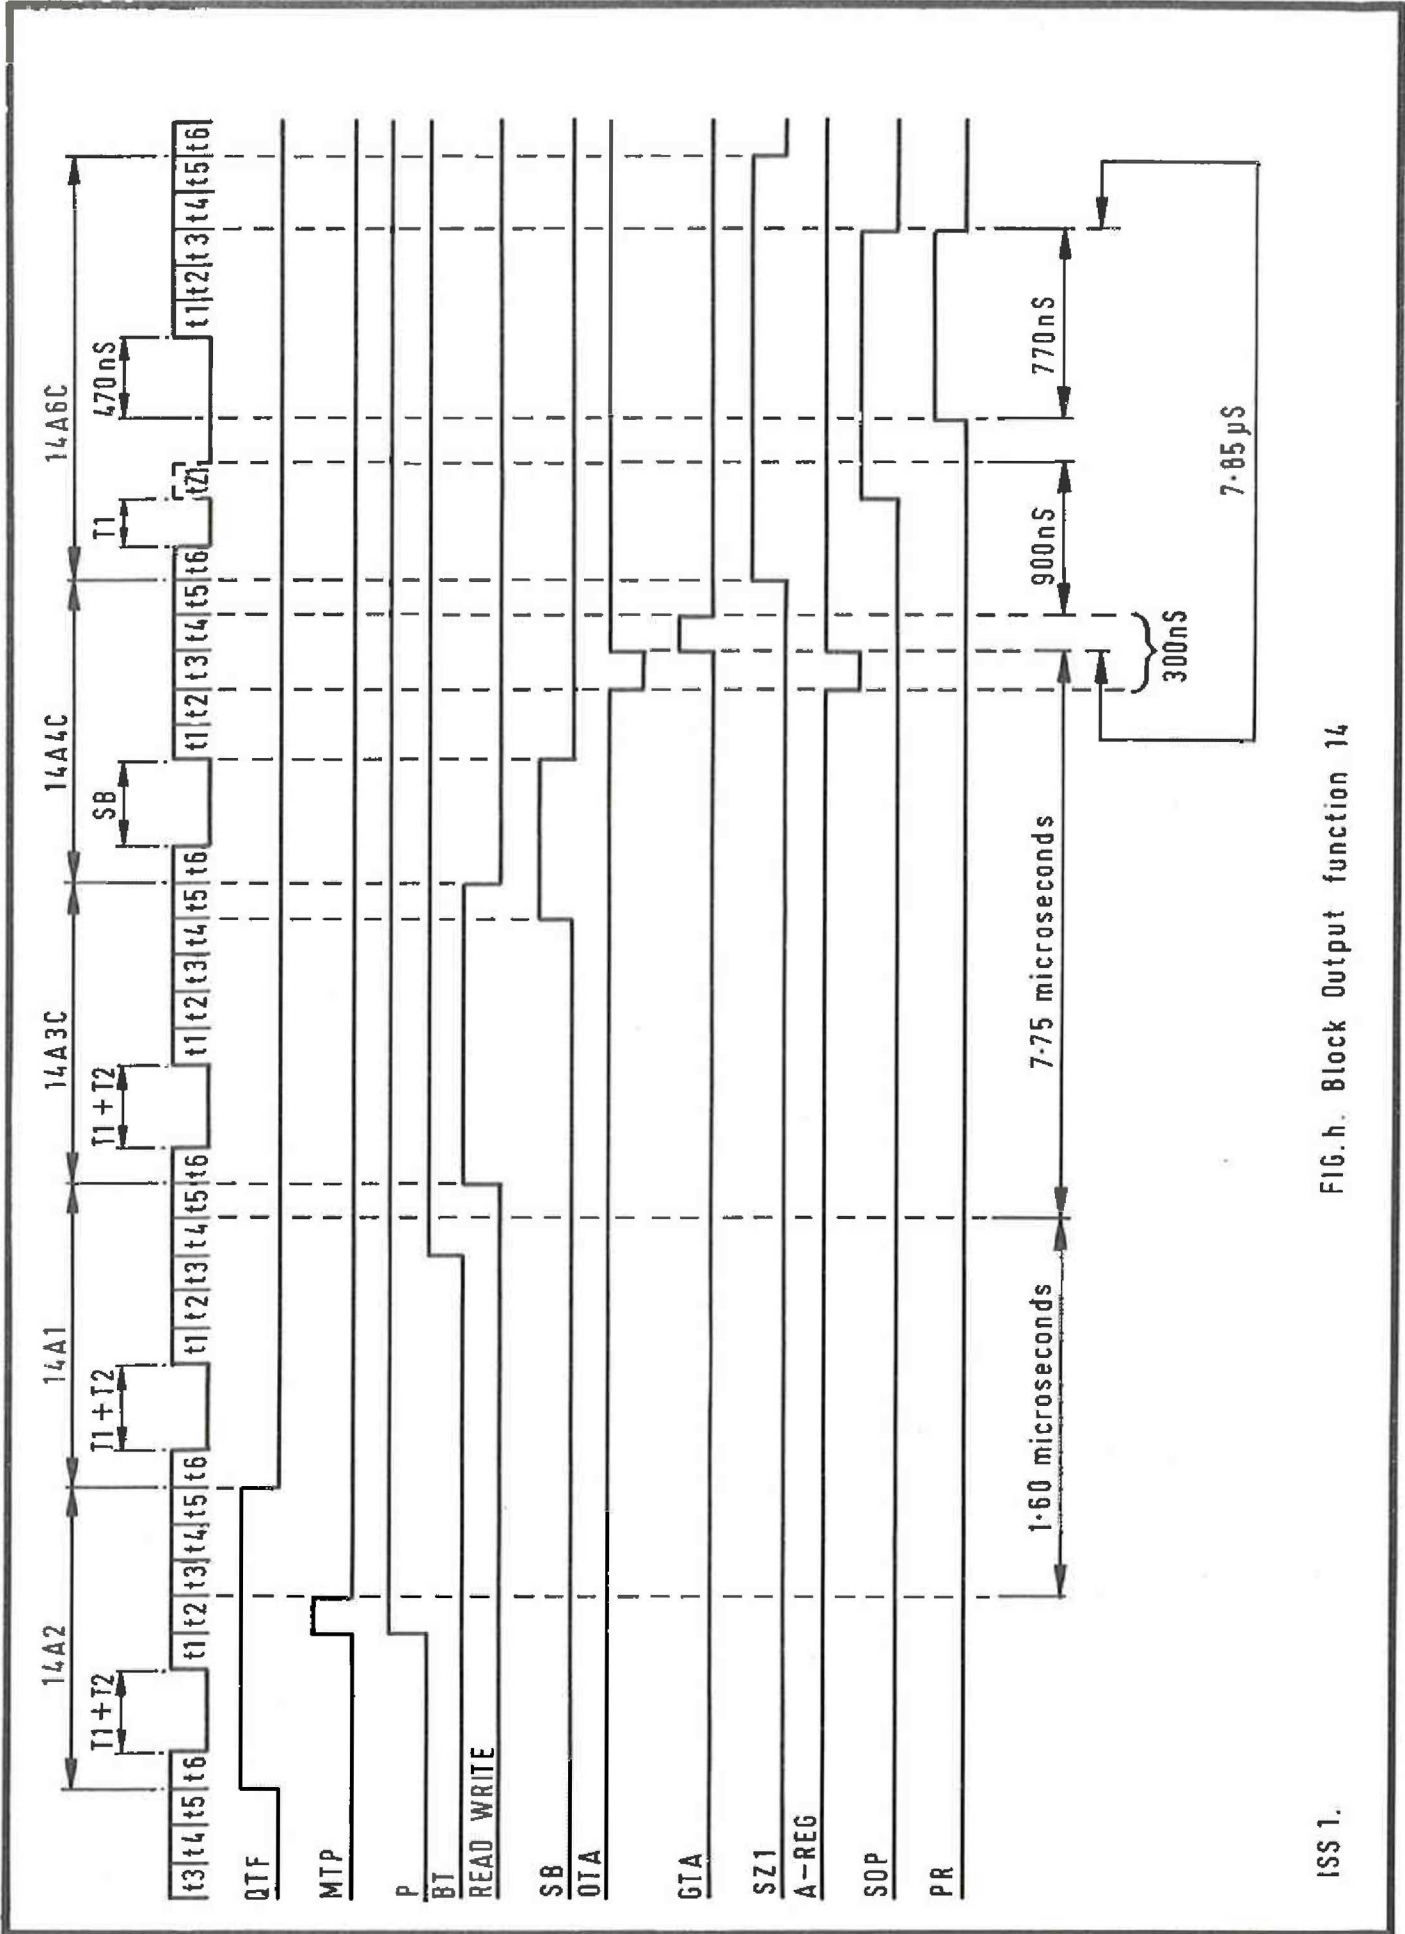 14A2 14A1 14A3C 14A4C 14A6C
T1+T2 T1+T2 T1+T2 SB T1 470nS
t3 t4 t5 t6 t1 t2 t3 t4 t5 t6 t1 t2 t3 t4 t5 t6 t1 t2 t3 t4 t5 t6 t1 t2 t3 t4 t5 t6 tZ1 t1 t2 t3 t4 t5 t6
QTF
MTP
P
BT
READ WRITE
SB
OTA
GTA
SZ1
A-REG
SOP
PR
1·60 microseconds 7·75 microseconds 900nS 770nS
300nS
7·85µS
FIG.h. Block Output function 14
ISS 1.